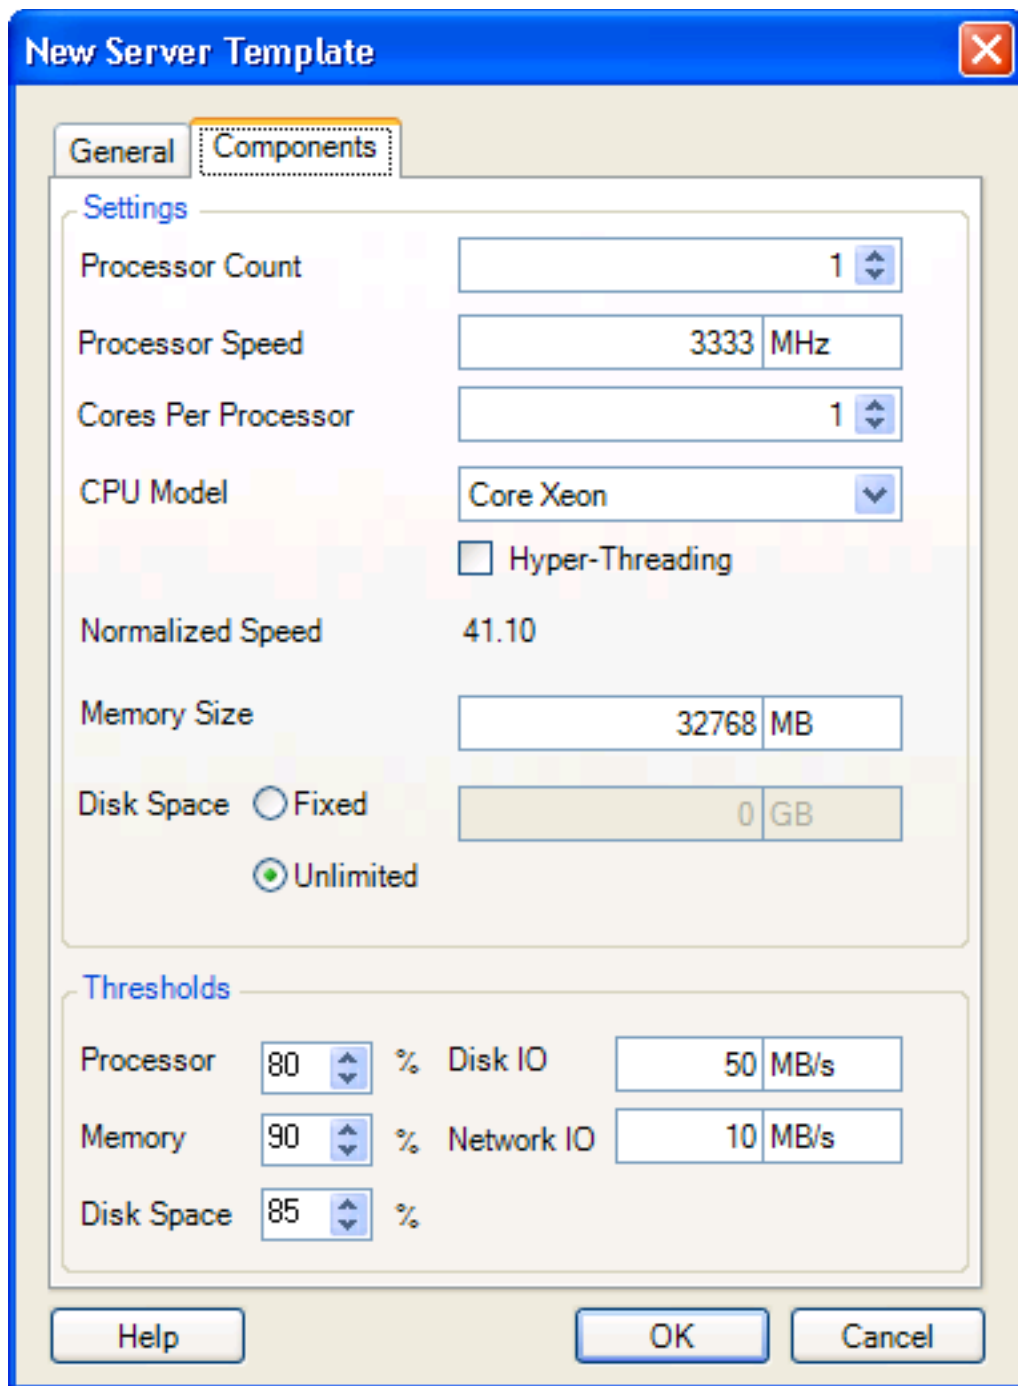 New Server Template
General Components
Settings
Processor Count 1
Processor Speed 3333 MHz
Cores Per Processor 1
CPU Model Core Xeon
Hyper-Threading
Normalized Speed 41.10
Memory Size 32768 MB
Disk Space Fixed 0 GB
Unlimited
Thresholds
Processor 80 % Disk IO 50 MB/s
Memory 90 % Network IO 10 MB/s
Disk Space 85 %
Help OK Cancel